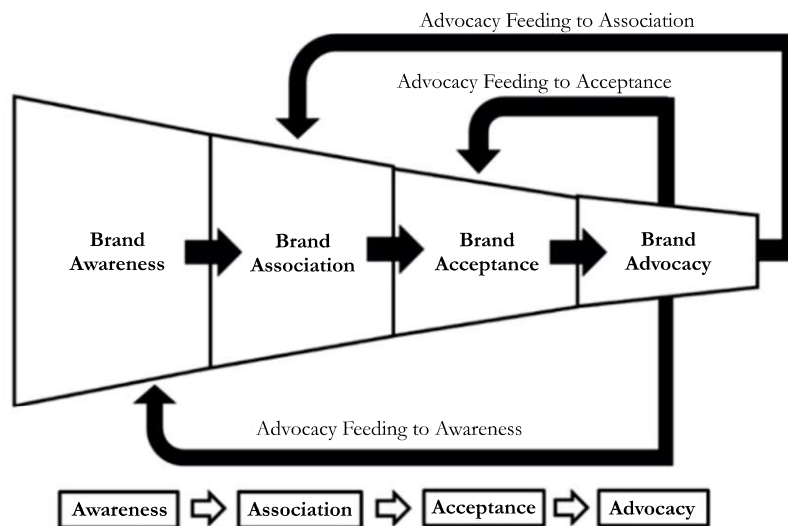 Advocacy Feeding to Association
Advocacy Feeding to Acceptance
Brand
Awareness
Brand
Association
Brand
Acceptance
Brand
Advocacy
Advocacy Feeding to Awareness
Awareness
Association
Acceptance
Advocacy